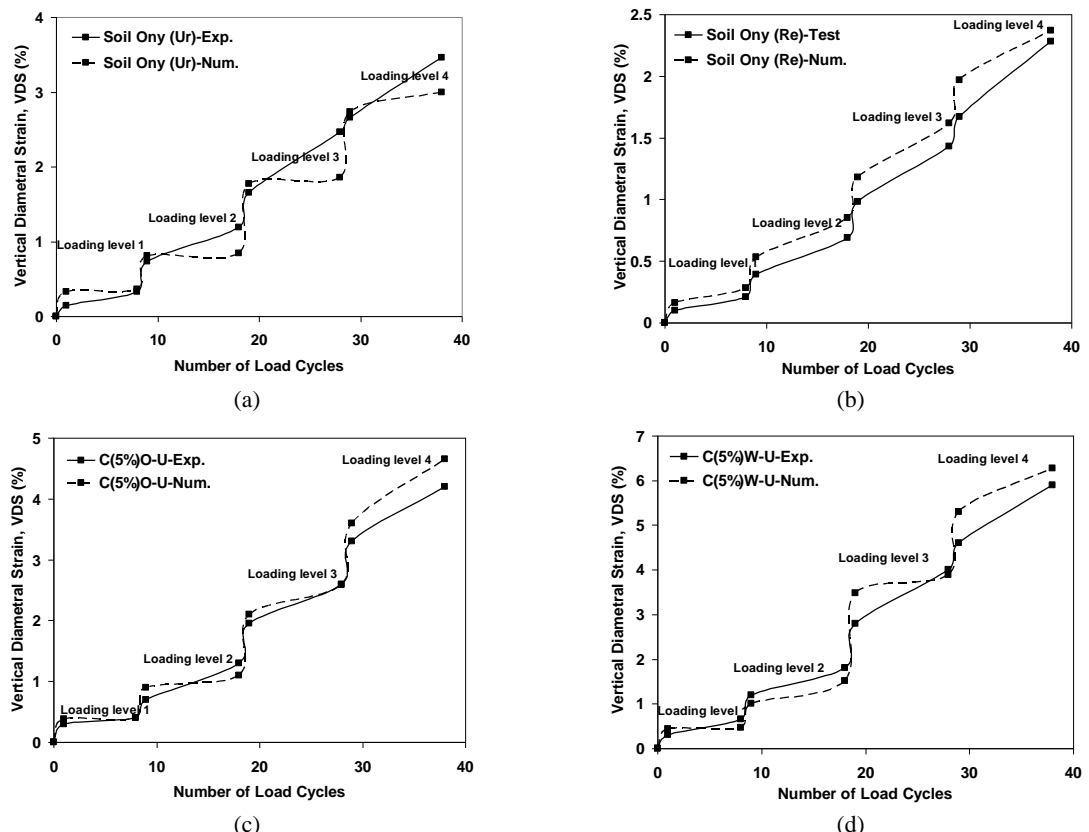 Soil Ony (Ur)-Exp.
Soil Ony (Ur)-Num.
Loading level 4
Loading level 3
Loading level 2
Loading level 1
Vertical Diametral Strain, VDS (%)
4
3
2
1
0
0 10 20 30 40
Number of Load Cycles
(a)
Soil Ony (Re)-Test
Soil Ony (Re)-Num.
Loading level 4
Loading level 3
Loading level 2
Loading level 1
Vertical Diametral Strain, VDS (%)
2.5
2
1.5
1
0.5
0
0 10 20 30 40
Number of Load Cycles
(b)
C(5%)O-U-Exp.
C(5%)O-U-Num.
Loading level 4
Loading level 3
Loading level 2
Loading level 1
Vertical Diametral Strain, VDS (%)
5
4
3
2
1
0
0 10 20 30 40
Number of Load Cycles
(c)
C(5%)W-U-Exp.
C(5%)W-U-Num.
Loading level 4
Loading level 3
Loading level 2
Loading level
Vertical Diametral Strain, VDS (%)
7
6
5
4
3
2
1
0
0 10 20 30 40
Number of Load Cycles
(d)